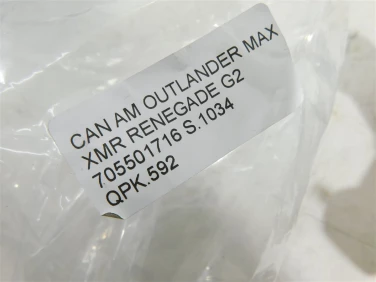 CAN AM OUTLANDER MAX
XMR RENEGADE G2
705501716 S.1034
QPK.592